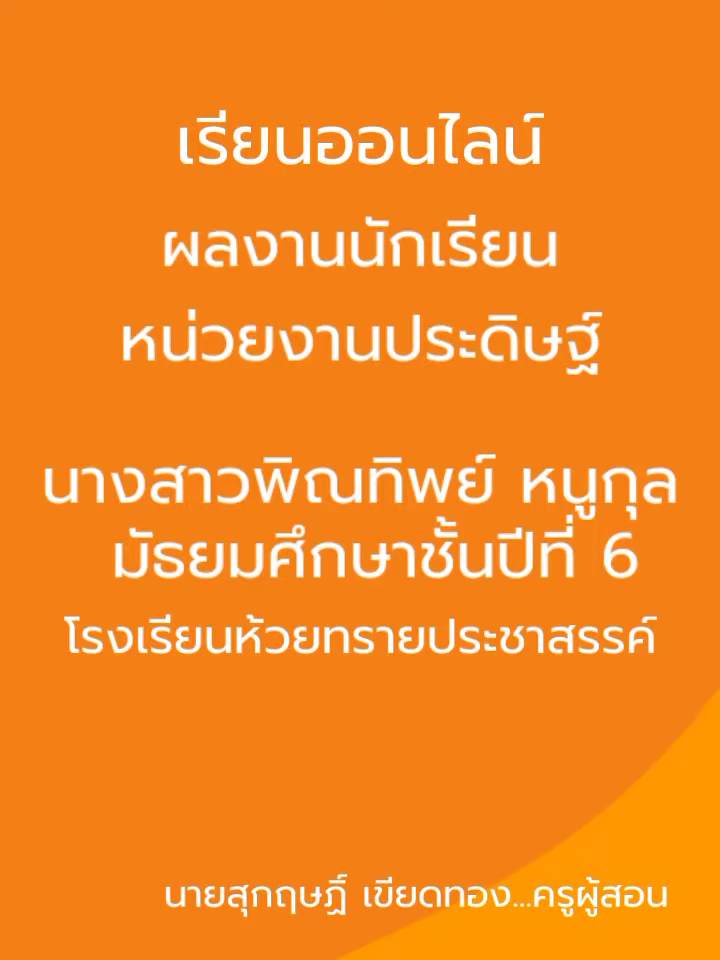 เรียนออนไลน์
ผลงานนักเรียน
หน่วยงานประดิษฐ์
นางสาวพิณทิพย์ หนูกุล
มัธยมศึกษาชั้นปีที่ 6
โรงเรียนห้วยทรายประชาสรรค์
นายสุกฤษฏิ์ เขียดทอง...ครูผู้สอน